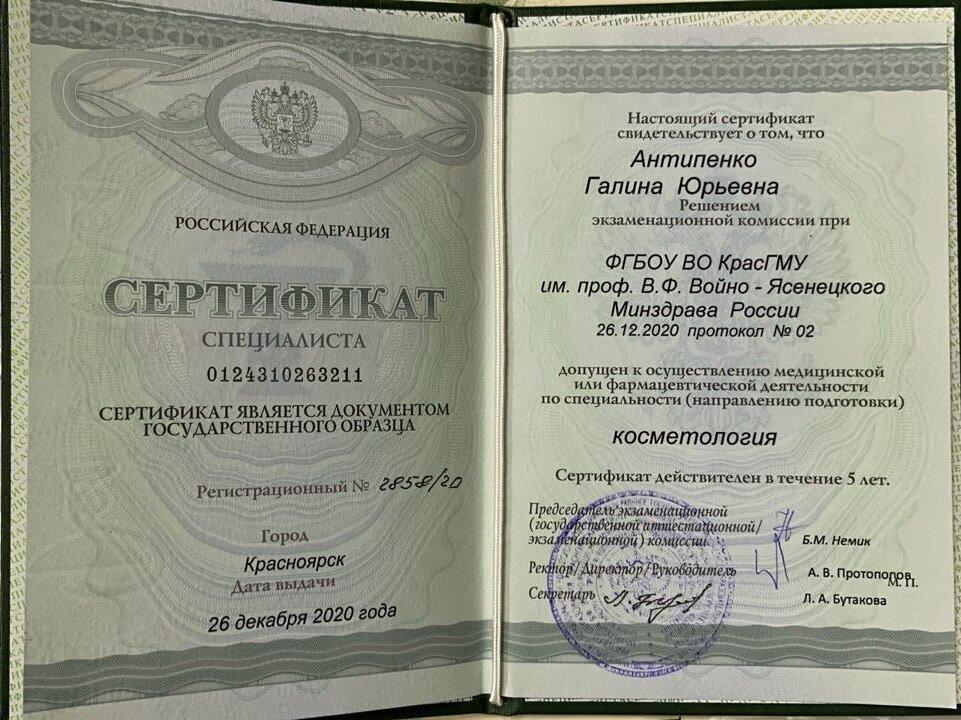 РОССИЙСКАЯ ФЕДЕРАЦИЯ
СЕРТИФИКАТ
СПЕЦИАЛИСТА
0124310263211
СЕРТИФИКАТ ЯВЛЯЕТСЯ ДОКУМЕНТОМ
ГОСУДАРСТВЕННОГО ОБРАЗЦА
Регистрационный № 2858/20
Город
Красноярск
Дата выдачи
26 декабря 2020 года
Настоящий сертификат
свидетельствует о том, что
Антипенко
Галина Юрьевна
Решением
экзаменационной комиссии при
ФГБОУ ВО КрасГМУ
им. проф. В.Ф. Войно - Ясенецкого
Минздрава России
26.12.2020 протокол № 02
допущен к осуществлению медицинской
или фармацевтической деятельности
по специальности (направлению подготовки)
косметология
Сертификат действителен в течение 5 лет.
Председатель экзаменационной
(государственной аттестационной/
экзаменационной) комиссии
Б.М. Немик
Ректор/Директор/Руководитель
А. В. Протопопов
М. П.
Секретарь
Л. А. Бутакова